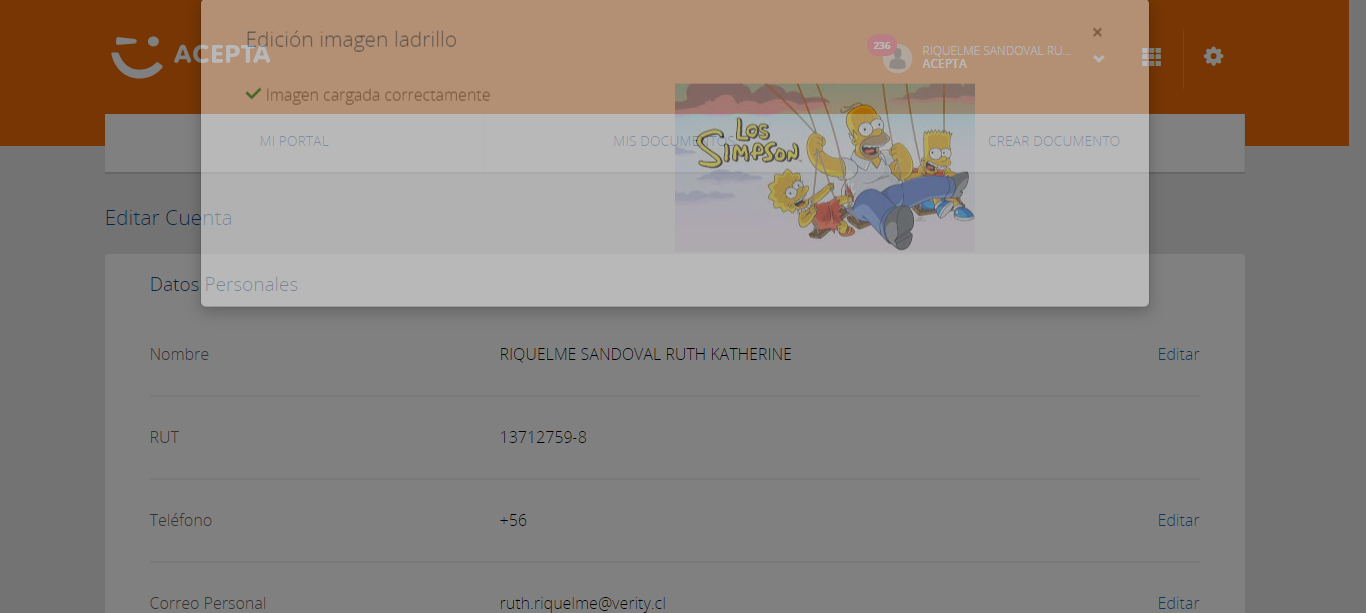 Edición imagen ladrillo
×
ACEPTA
236
RIQUELME SANDOVAL RU...
ACEPTA
Imagen cargada correctamente
LOS SIMPSON
MI PORTAL
MIS DOCUMENTOS
CREAR DOCUMENTO
Editar Cuenta
Datos Personales
Nombre RIQUELME SANDOVAL RUTH KATHERINE Editar
RUT 13712759-8
Teléfono +56 Editar
Correo Personal ruth.riquelme@verity.cl Editar